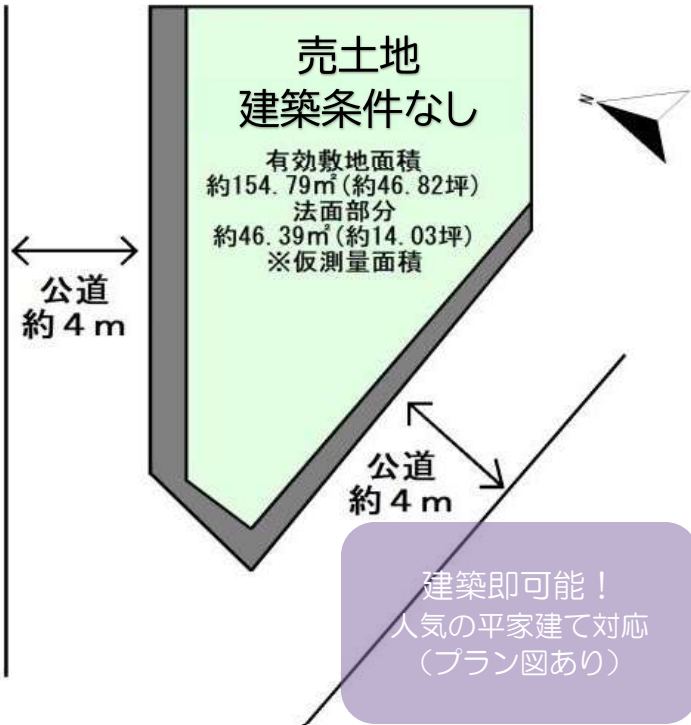 売土地
建築条件なし
有効敷地面積
約154.79㎡(約46.82坪)
法面部分
約46.39㎡(約14.03坪)
※仮測量面積
N
公道
約4m
公道
約4m
建築即可能！
人気の平家建て対応
（プラン図あり）